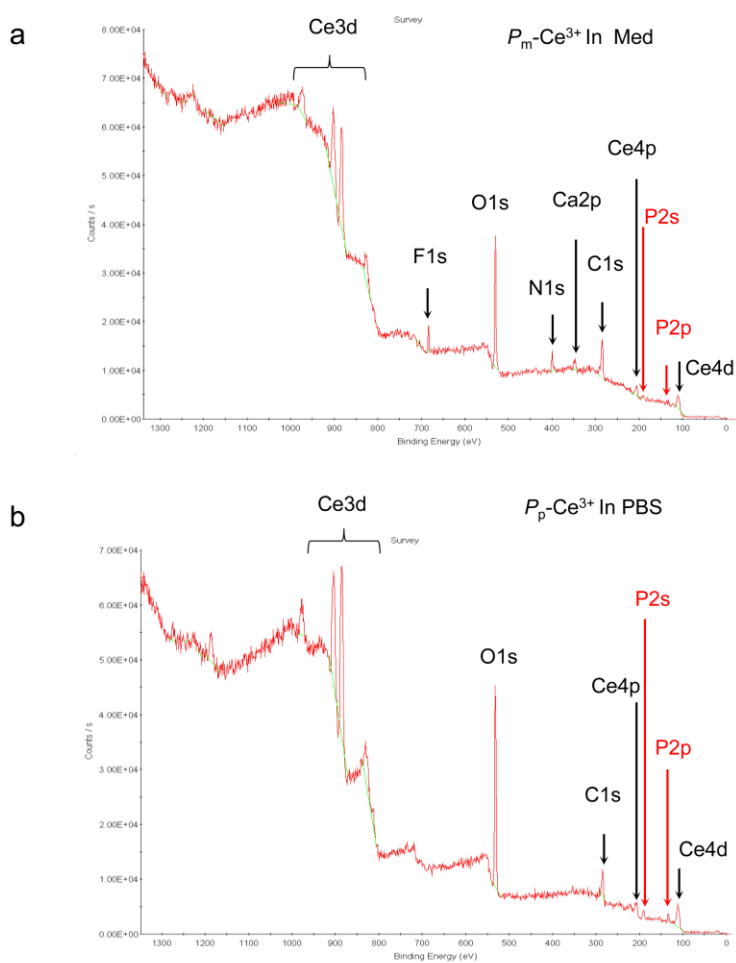 a
Survey
Ce3d
Pm-Ce³⁺ In Med
8.00E+04
7.00E+04
6.00E+04
5.00E+04
4.00E+04
3.00E+04
2.00E+04
1.00E+04
0.00E+00
Counts / s
F1s
O1s
N1s
Ca2p
C1s
Ce4p
P2s
P2p
Ce4d
1300 1200 1100 1000 900 800 700 600 500 400 300 200 100 0
Binding Energy (eV)
b
Ce3d
Survey
Pp-Ce³⁺ In PBS
7.00E+04
6.00E+04
5.00E+04
4.00E+04
3.00E+04
2.00E+04
1.00E+04
0.00E+00
Counts / s
O1s
C1s
Ce4p
P2s
P2p
Ce4d
1300 1200 1100 1000 900 800 700 600 500 400 300 200 100 0
Binding Energy (eV)